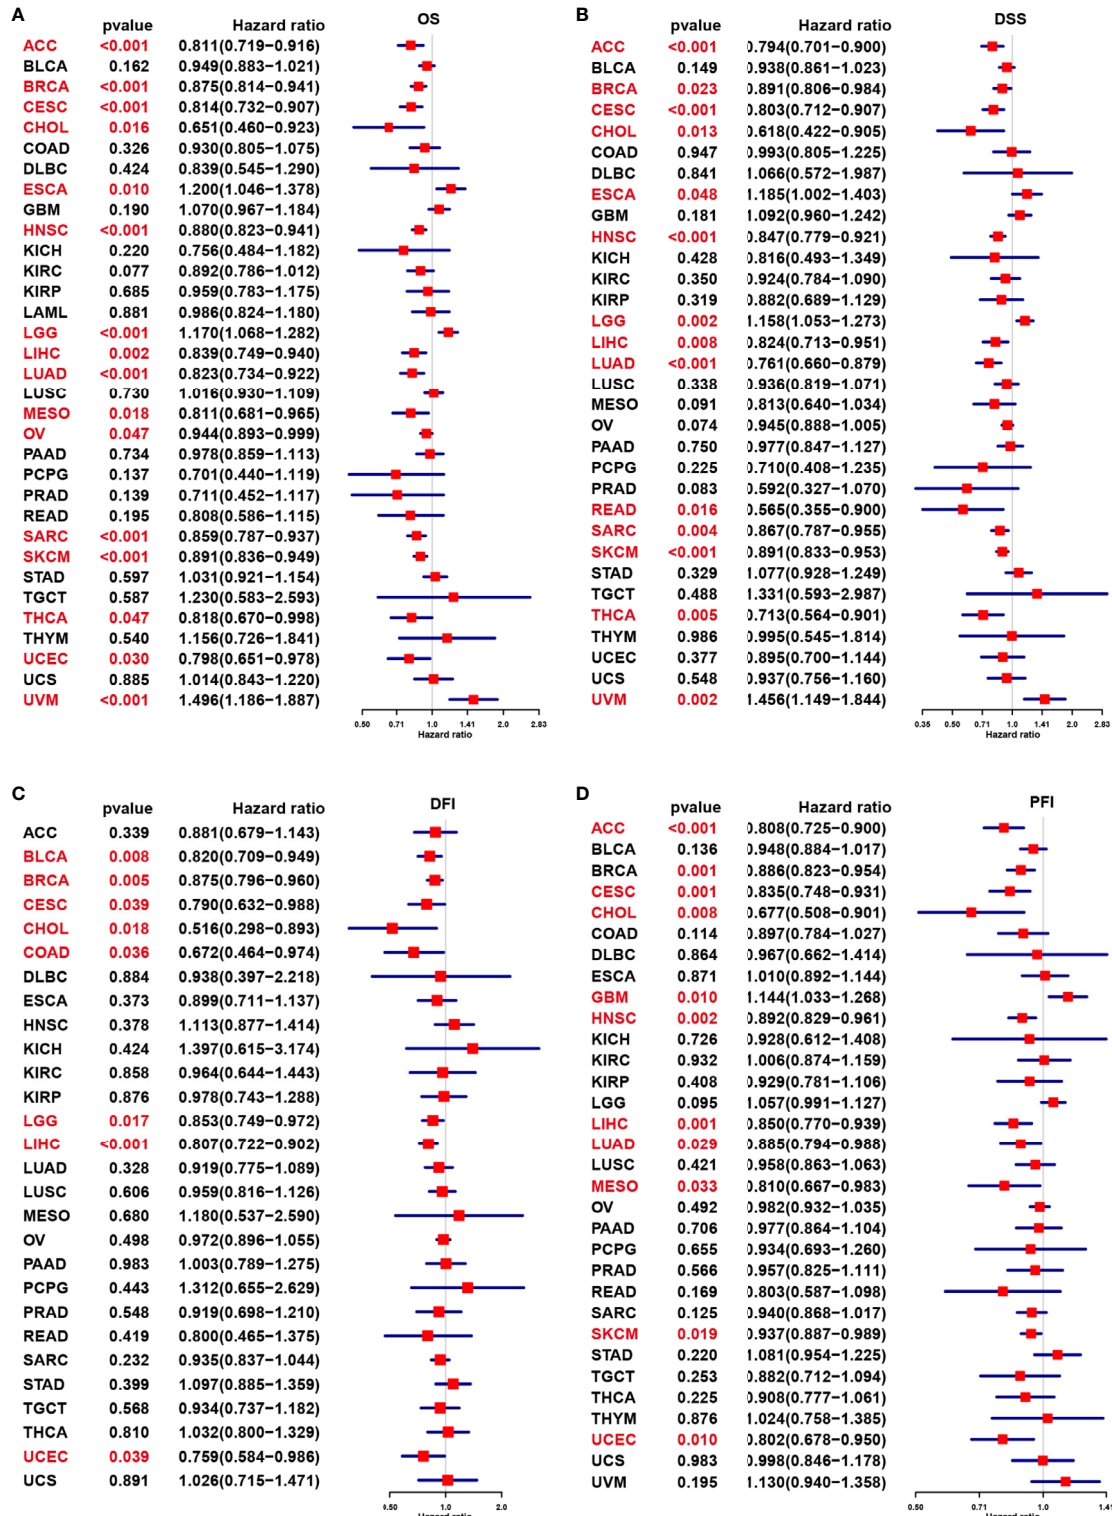 A
pvalue Hazard ratio OS
ACC <0.001 0.811(0.719−0.916)
BLCA 0.162 0.949(0.883−1.021)
BRCA <0.001 0.875(0.814−0.941)
CESC <0.001 0.814(0.732−0.907)
CHOL 0.016 0.651(0.460−0.923)
COAD 0.326 0.930(0.805−1.075)
DLBC 0.424 0.839(0.545−1.290)
ESCA 0.010 1.200(1.046−1.378)
GBM 0.190 1.070(0.967−1.184)
HNSC <0.001 0.880(0.823−0.941)
KICH 0.220 0.756(0.484−1.182)
KIRC 0.077 0.892(0.786−1.012)
KIRP 0.685 0.959(0.783−1.175)
LAML 0.881 0.986(0.824−1.180)
LGG <0.001 1.170(1.068−1.282)
LIHC 0.002 0.839(0.749−0.940)
LUAD <0.001 0.823(0.734−0.922)
LUSC 0.730 1.016(0.930−1.109)
MESO 0.018 0.811(0.681−0.965)
OV 0.047 0.944(0.893−0.999)
PAAD 0.734 0.978(0.859−1.113)
PCPG 0.137 0.701(0.440−1.119)
PRAD 0.139 0.711(0.452−1.117)
READ 0.195 0.808(0.586−1.115)
SARC <0.001 0.859(0.787−0.937)
SKCM <0.001 0.891(0.836−0.949)
STAD 0.597 1.031(0.921−1.154)
TGCT 0.587 1.230(0.583−2.593)
THCA 0.047 0.818(0.670−0.998)
THYM 0.540 1.156(0.726−1.841)
UCEC 0.030 0.798(0.651−0.978)
UCS 0.885 1.014(0.843−1.220)
UVM <0.001 1.496(1.186−1.887)
0.50 0.71 1.0 1.41 2.0 2.83
Hazard ratio
B
pvalue Hazard ratio DSS
ACC <0.001 0.794(0.701−0.900)
BLCA 0.149 0.938(0.861−1.023)
BRCA 0.023 0.891(0.806−0.984)
CESC <0.001 0.803(0.712−0.907)
CHOL 0.013 0.618(0.422−0.905)
COAD 0.947 0.993(0.805−1.225)
DLBC 0.841 1.066(0.572−1.987)
ESCA 0.048 1.185(1.002−1.403)
GBM 0.181 1.092(0.960−1.242)
HNSC <0.001 0.847(0.779−0.921)
KICH 0.428 0.816(0.493−1.349)
KIRC 0.350 0.924(0.784−1.090)
KIRP 0.319 0.882(0.689−1.129)
LGG 0.002 1.158(1.053−1.273)
LIHC 0.008 0.824(0.713−0.951)
LUAD <0.001 0.761(0.660−0.879)
LUSC 0.338 0.936(0.819−1.071)
MESO 0.091 0.813(0.640−1.034)
OV 0.074 0.945(0.888−1.005)
PAAD 0.750 0.977(0.847−1.127)
PCPG 0.225 0.710(0.408−1.235)
PRAD 0.083 0.592(0.327−1.070)
READ 0.016 0.565(0.355−0.900)
SARC 0.004 0.867(0.787−0.955)
SKCM <0.001 0.891(0.833−0.953)
STAD 0.329 1.077(0.928−1.249)
TGCT 0.488 1.331(0.593−2.987)
THCA 0.005 0.713(0.564−0.901)
THYM 0.986 0.995(0.545−1.814)
UCEC 0.377 0.895(0.700−1.144)
UCS 0.548 0.937(0.756−1.160)
UVM 0.002 1.456(1.149−1.844)
0.35 0.50 0.71 1.0 1.41 2.0 2.83
Hazard ratio
C
pvalue Hazard ratio DFI
ACC 0.339 0.881(0.679−1.143)
BLCA 0.008 0.820(0.709−0.949)
BRCA 0.005 0.875(0.796−0.960)
CESC 0.039 0.790(0.632−0.988)
CHOL 0.018 0.516(0.298−0.893)
COAD 0.036 0.672(0.464−0.974)
DLBC 0.884 0.938(0.397−2.218)
ESCA 0.373 0.899(0.711−1.137)
HNSC 0.378 1.113(0.877−1.414)
KICH 0.424 1.397(0.615−3.174)
KIRC 0.858 0.964(0.644−1.443)
KIRP 0.876 0.978(0.743−1.288)
LGG 0.017 0.853(0.749−0.972)
LIHC <0.001 0.807(0.722−0.902)
LUAD 0.328 0.919(0.775−1.089)
LUSC 0.606 0.959(0.816−1.126)
MESO 0.680 1.180(0.537−2.590)
OV 0.498 0.972(0.896−1.055)
PAAD 0.983 1.003(0.789−1.275)
PCPG 0.443 1.312(0.655−2.629)
PRAD 0.548 0.919(0.698−1.210)
READ 0.419 0.800(0.465−1.375)
SARC 0.232 0.935(0.837−1.044)
STAD 0.399 1.097(0.885−1.359)
TGCT 0.568 0.934(0.737−1.182)
THCA 0.810 1.032(0.800−1.329)
UCEC 0.039 0.759(0.584−0.986)
UCS 0.891 1.026(0.715−1.471)
0.50 1.0 2.0
Hazard ratio
D
pvalue Hazard ratio PFI
ACC <0.001 0.808(0.725−0.900)
BLCA 0.136 0.948(0.884−1.017)
BRCA 0.001 0.886(0.823−0.954)
CESC 0.001 0.835(0.748−0.931)
CHOL 0.008 0.677(0.508−0.901)
COAD 0.114 0.897(0.784−1.027)
DLBC 0.864 0.967(0.662−1.414)
ESCA 0.871 1.010(0.892−1.144)
GBM 0.010 1.144(1.033−1.268)
HNSC 0.002 0.892(0.829−0.961)
KICH 0.726 0.928(0.612−1.408)
KIRC 0.932 1.006(0.874−1.159)
KIRP 0.408 0.929(0.781−1.106)
LGG 0.095 1.057(0.991−1.127)
LIHC 0.001 0.850(0.770−0.939)
LUAD 0.029 0.885(0.794−0.988)
LUSC 0.421 0.958(0.863−1.063)
MESO 0.033 0.810(0.667−0.983)
OV 0.492 0.982(0.932−1.035)
PAAD 0.706 0.977(0.864−1.104)
PCPG 0.655 0.934(0.693−1.260)
PRAD 0.566 0.957(0.825−1.111)
READ 0.169 0.803(0.587−1.098)
SARC 0.125 0.940(0.868−1.017)
SKCM 0.019 0.937(0.887−0.989)
STAD 0.220 1.081(0.954−1.225)
TGCT 0.253 0.882(0.712−1.094)
THCA 0.225 0.908(0.777−1.061)
THYM 0.876 1.024(0.758−1.385)
UCEC 0.010 0.802(0.678−0.950)
UCS 0.983 0.998(0.846−1.178)
UVM 0.195 1.130(0.940−1.358)
0.50 0.71 1.0 1.41
Hazard ratio